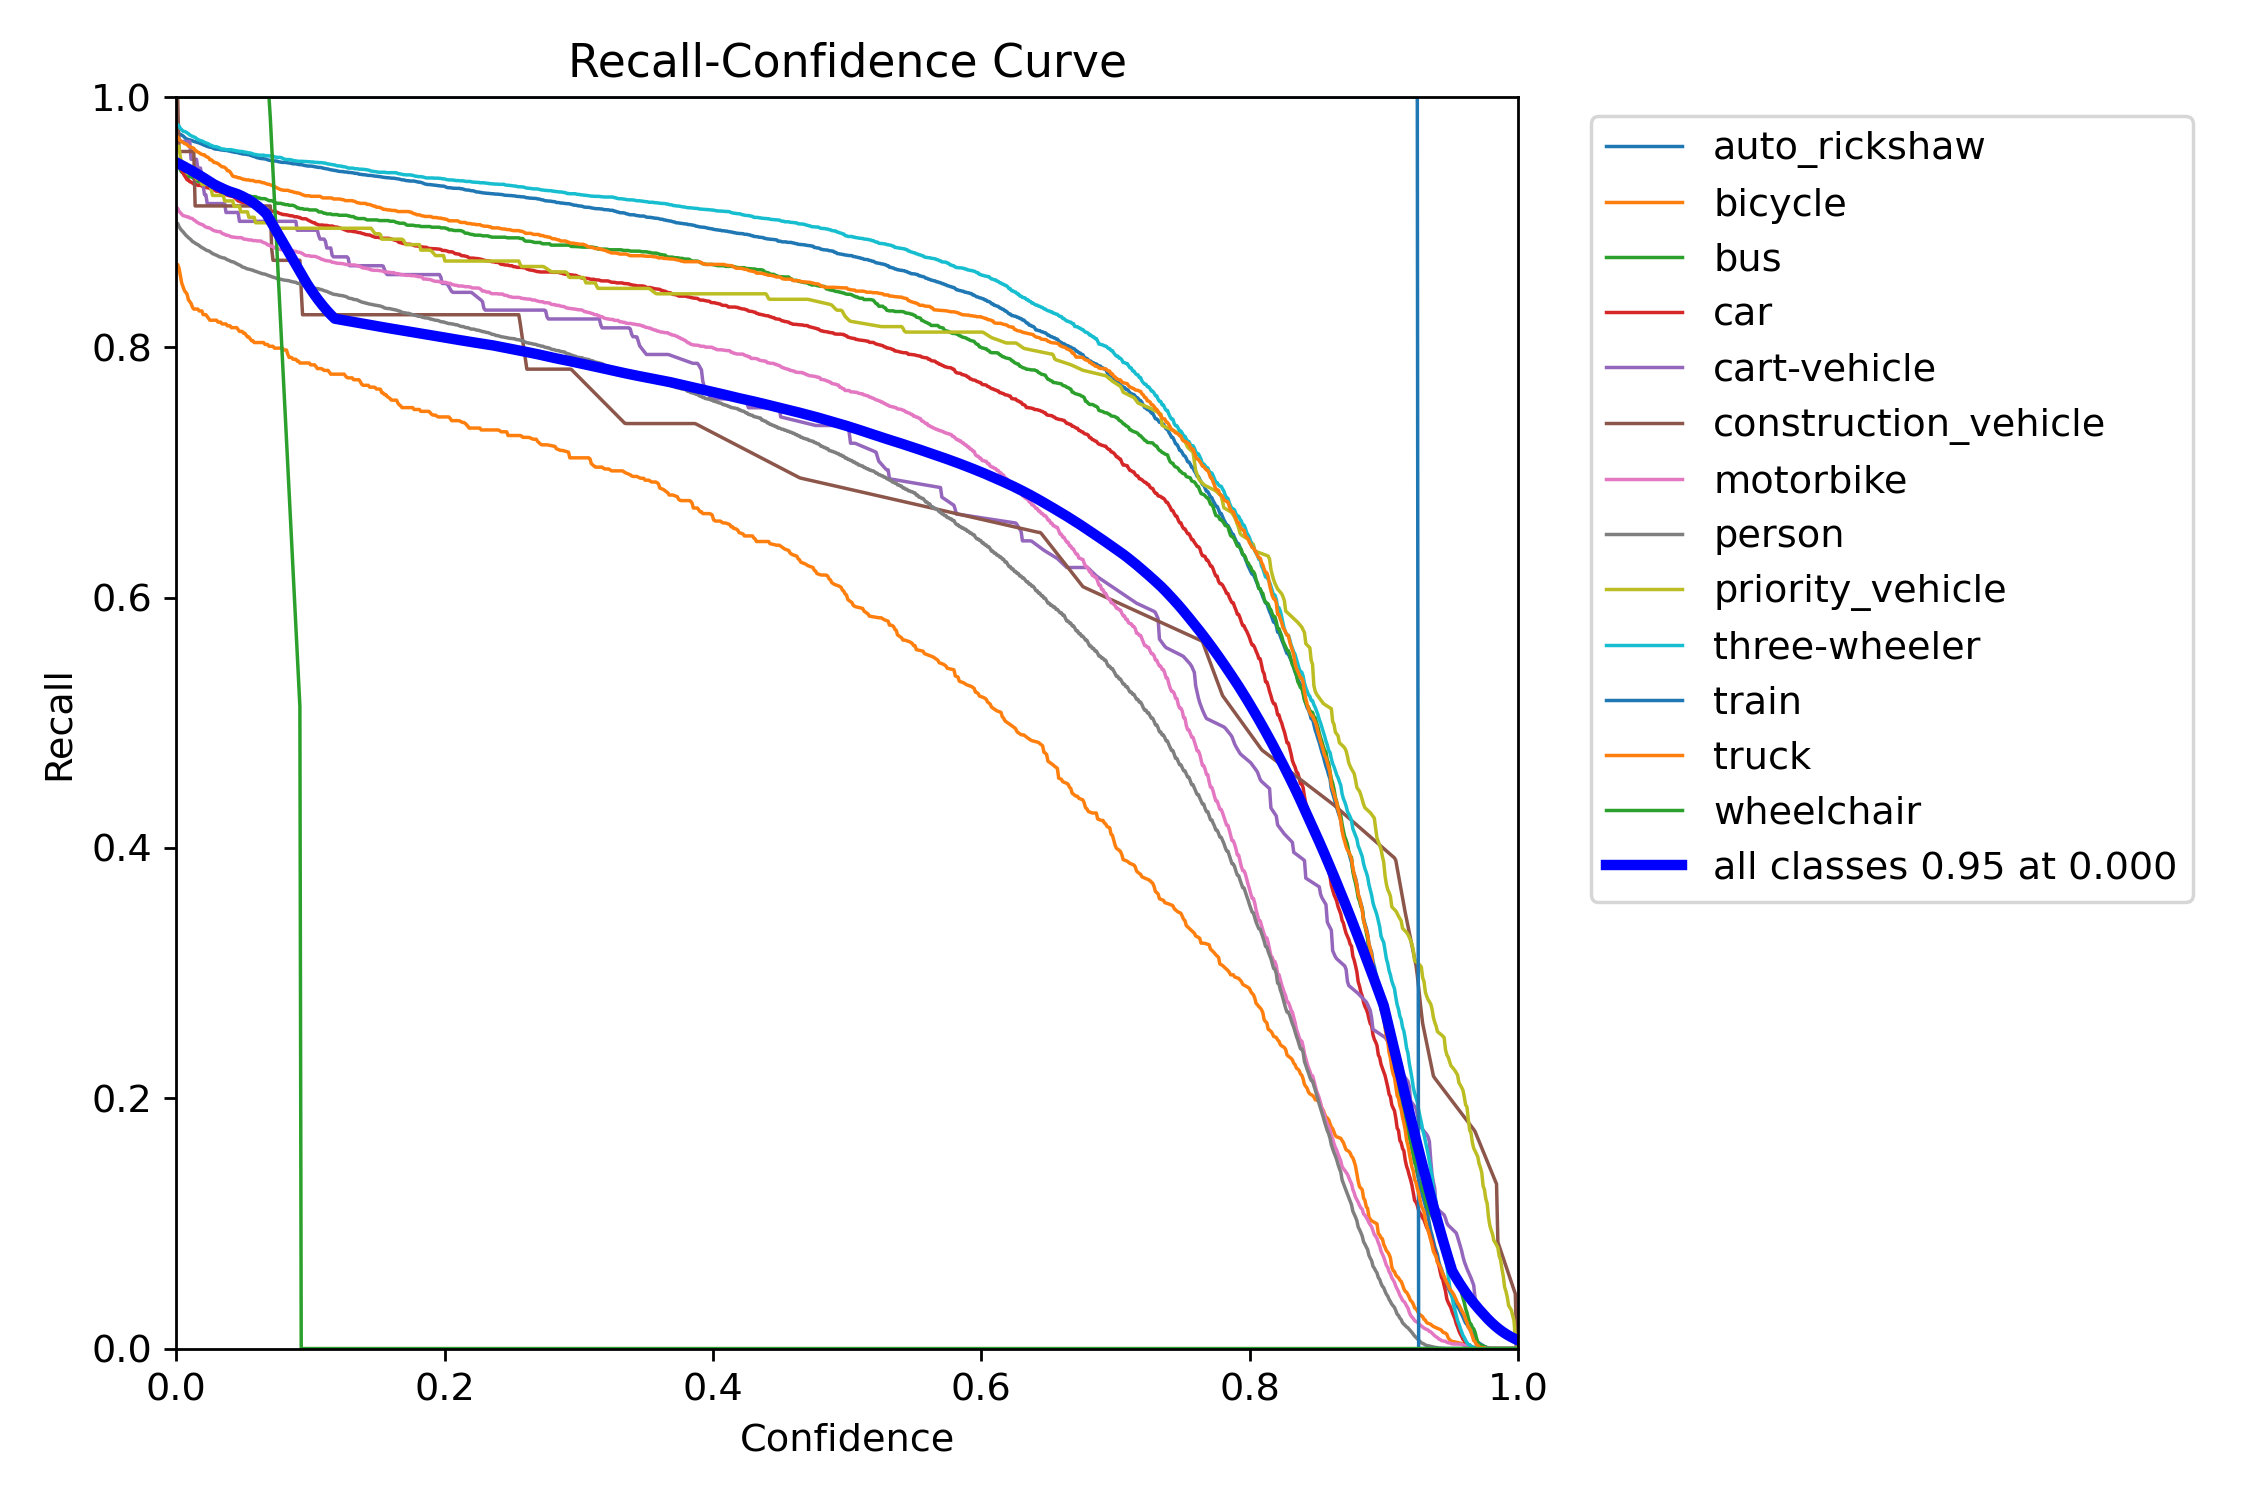 Recall-Confidence Curve
1.0
0.8
0.6
0.4
0.2
0.0
Recall
0.0 0.2 0.4 0.6 0.8 1.0
Confidence
auto_rickshaw
bicycle
bus
car
cart-vehicle
construction_vehicle
motorbike
person
priority_vehicle
three-wheeler
train
truck
wheelchair
all classes 0.95 at 0.000